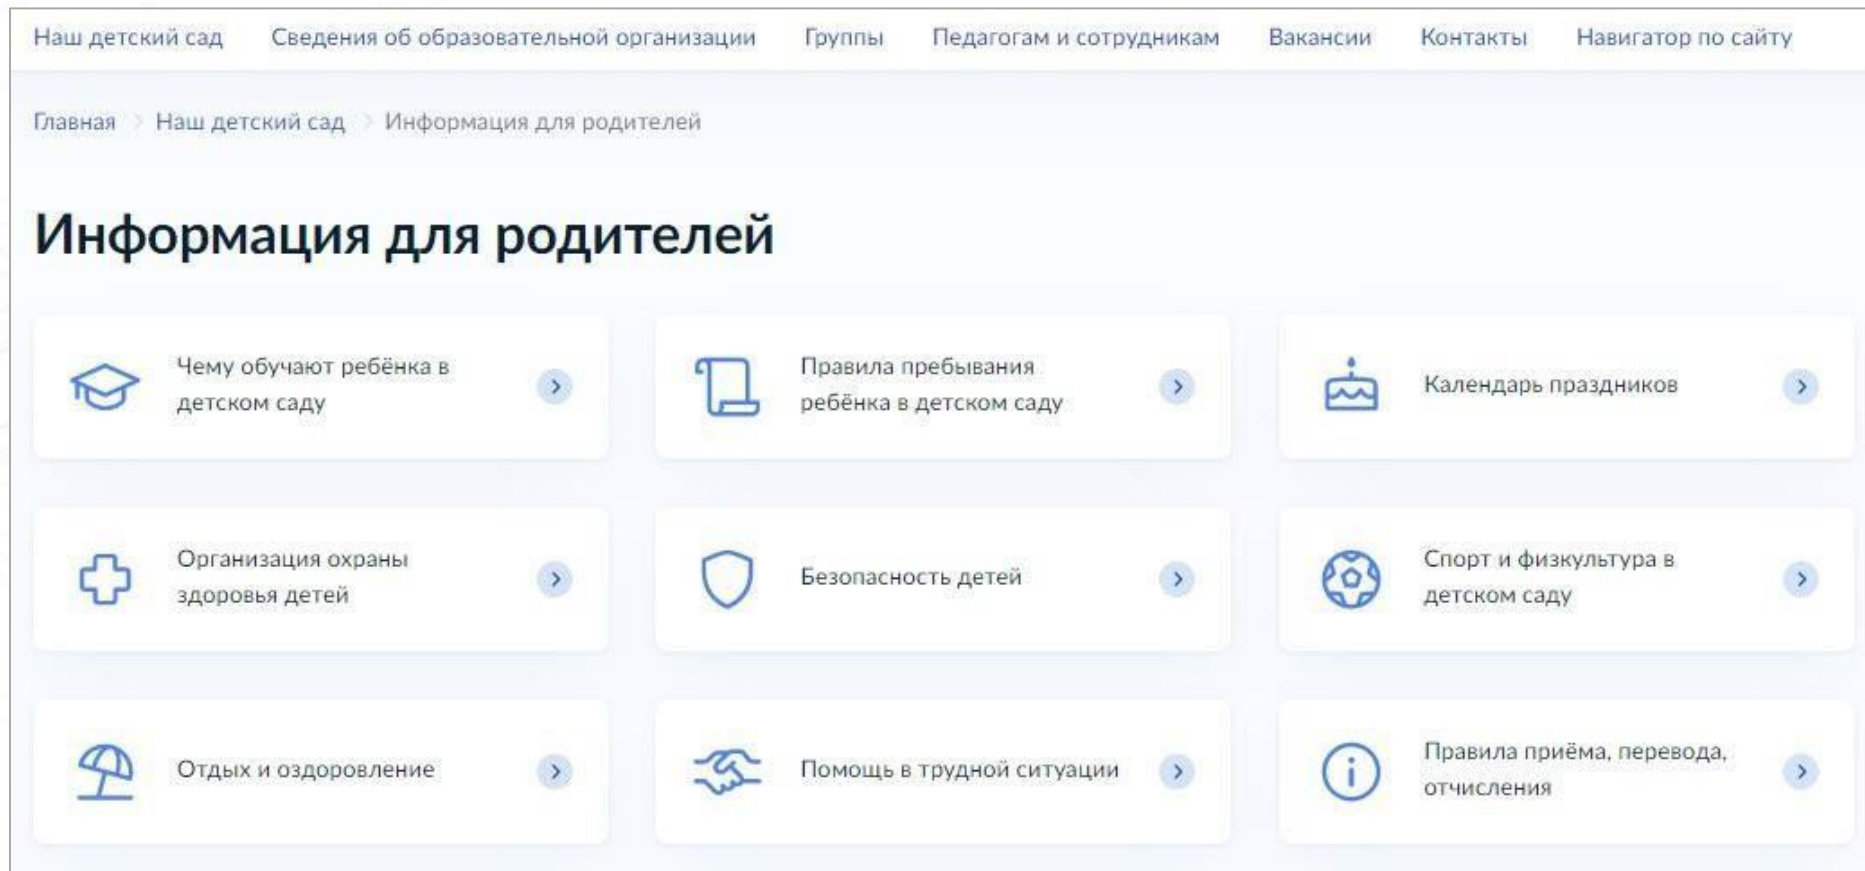 Наш детский сад Сведения об образовательной организации Группы Педагогам и сотрудникам Вакансии Контакты Навигатор по сайту
Главная > Наш детский сад > Информация для родителей
Информация для родителей
Чему обучают ребёнка в
детском саду
Правила пребывания
ребёнка в детском саду
Календарь праздников
Организация охраны
здоровья детей
Безопасность детей
Спорт и физкультура в
детском саду
Отдых и оздоровление
Помощь в трудной ситуации
Правила приёма, перевода,
отчисления